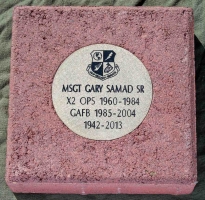 MSGT GARY SAMAD SR
X2 OPS 1960-1984
GAFB 1985-2004
1942-2013